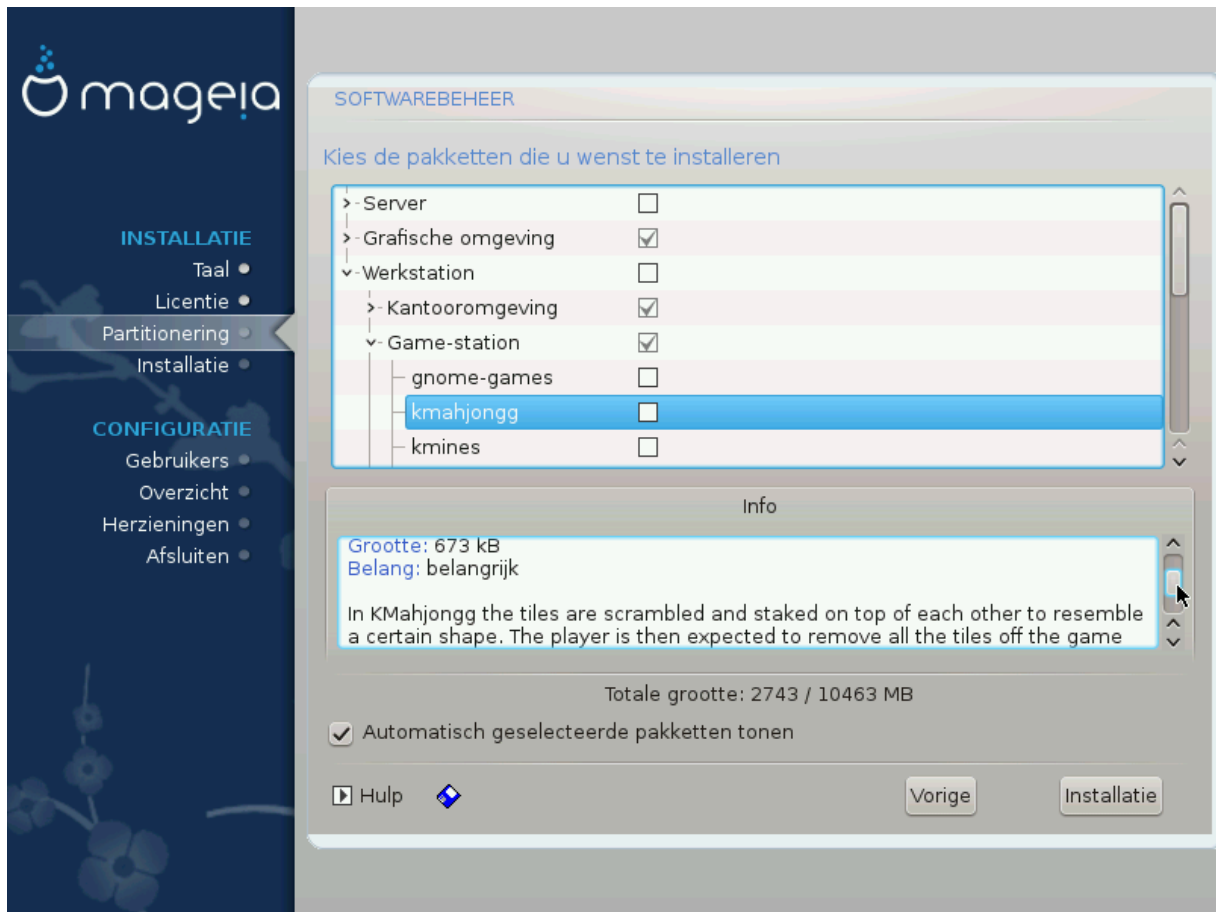 mageia
INSTALLATIE
Taal
Licentie
Partitionering
Installatie
CONFIGURATIE
Gebruikers
Overzicht
Herzieningen
Afsluiten
SOFTWAREBEHEER
Kies de pakketten die u wenst te installeren
Server
Grafische omgeving
Werkstation
Kantooromgeving
Game-station
gnome-games
kmahjongg
kmines
Info
Grootte: 673 kB
Belang: belangrijk
In KMahjongg the tiles are scrambled and staked on top of each other to resemble
a certain shape. The player is then expected to remove all the tiles off the game
Totale grootte: 2743 / 10463 MB
Automatisch geselecteerde pakketten tonen
Hulp
Vorige
Installatie